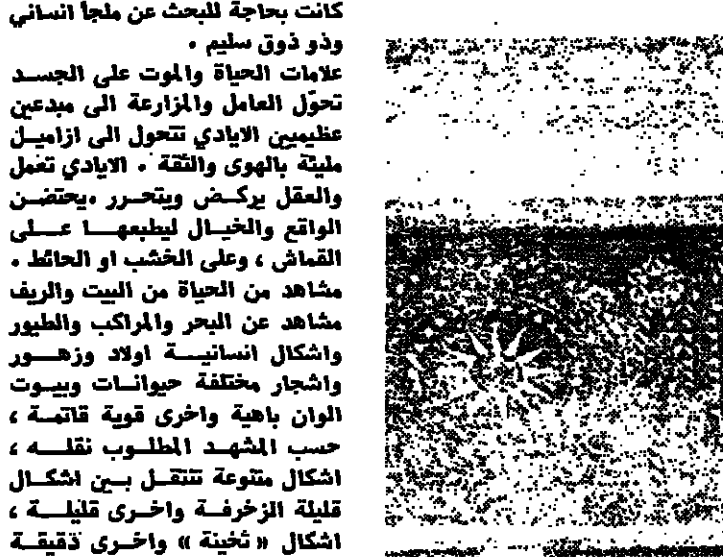 كانت بحاجة للبحث عن ملجأ انساني
وذو ذوق سليم .
علامات الحياة والموت على الجسد
تحوّل العامل والمزارعة الى مبدعين
عظيمين الايادي تتحول الى ازاميل
مليئة بالهوى والثقة . الايادي تعمل
والعقل يركض ويتحرر .يحتضن
الواقع والخيال ليطبعها على
القماش ، وعلى الخشب او الحائط .
مشاهد من الحياة من البيت والريف
مشاهد عن البحر والمراكب والطيور
واشكال انسانية اولاد وزهور
واشجار مختلفة حيوانات وبيوت
الوان باهية واخرى قوية قاتمة ،
حسب المشهد المطلوب نقله ،
اشكال متنوعة تتنقل بين اشكال
قليلة الزخرفة واخرى قليلة ،
اشكال « ثخينة » واخرى دقيقة